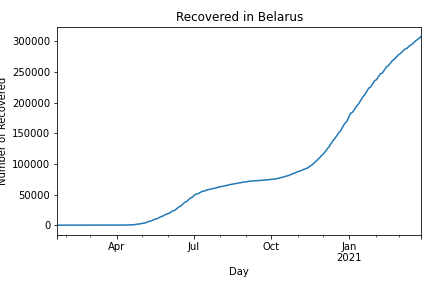 Recovered in Belarus
Number of Recovered
300000
250000
200000
150000
100000
50000
0
Apr
Jul
Oct
Jan
2021
Day